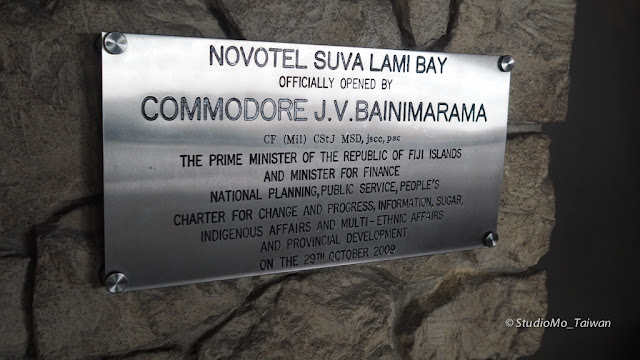 NOVOTEL SUVA LAMI BAY
OFFICIALLY OPENED BY
COMMODORE J.V.BAINIMARAMA
CF (Mil) CStJ MSD, jscc, psc
THE PRIME MINISTER OF THE REPUBLIC OF FIJI ISLANDS
AND MINISTER FOR FINANCE
NATIONAL PLANNING, PUBLIC SERVICE, PEOPLE'S
CHARTER FOR CHANGE AND PROGRESS, INFORMATION, SUGAR,
INDIGENOUS AFFAIRS AND MULTI-ETHNIC AFFAIRS
AND PROVINCIAL DEVELOPMENT
ON THE 29TH OCTOBER 2009
©StudioMo_Taiwan